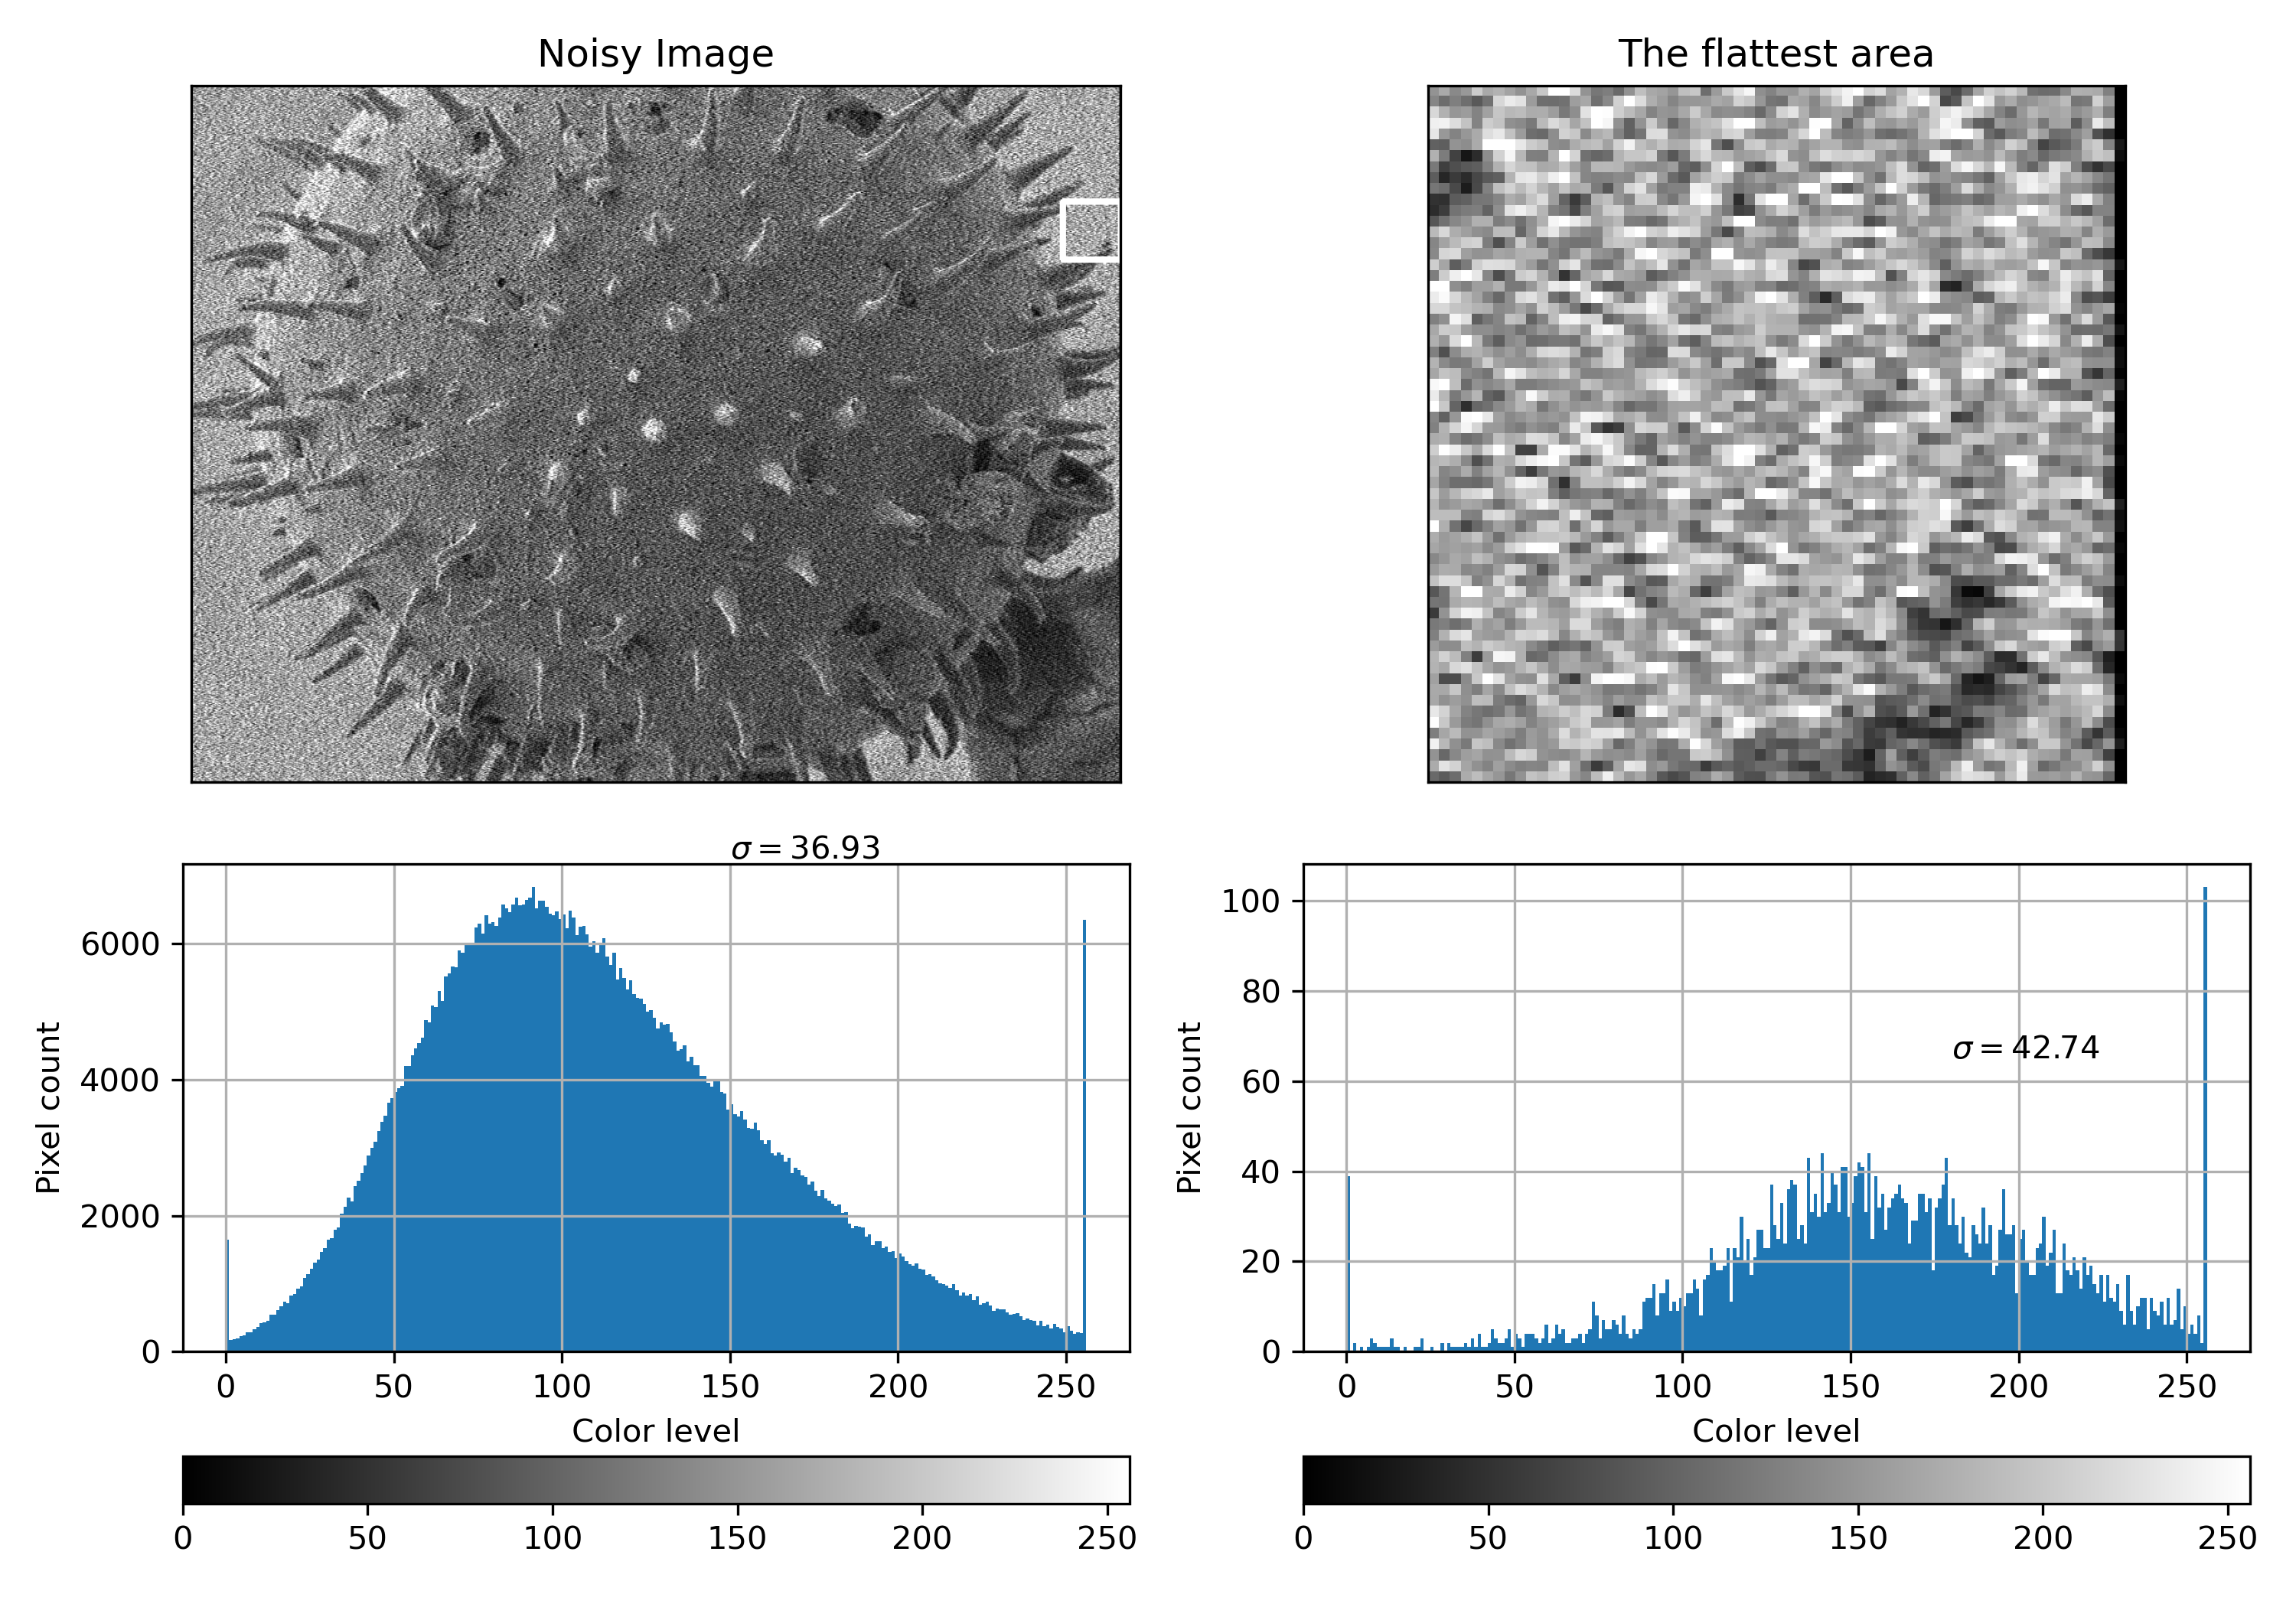 Noisy Image
The flattest area
σ = 36.93
Pixel count
6000
4000
2000
0
0 50 100 150 200 250
Color level
0 50 100 150 200 250
Pixel count
100
80
60
40
20
0
σ = 42.74
0 50 100 150 200 250
Color level
0 50 100 150 200 250